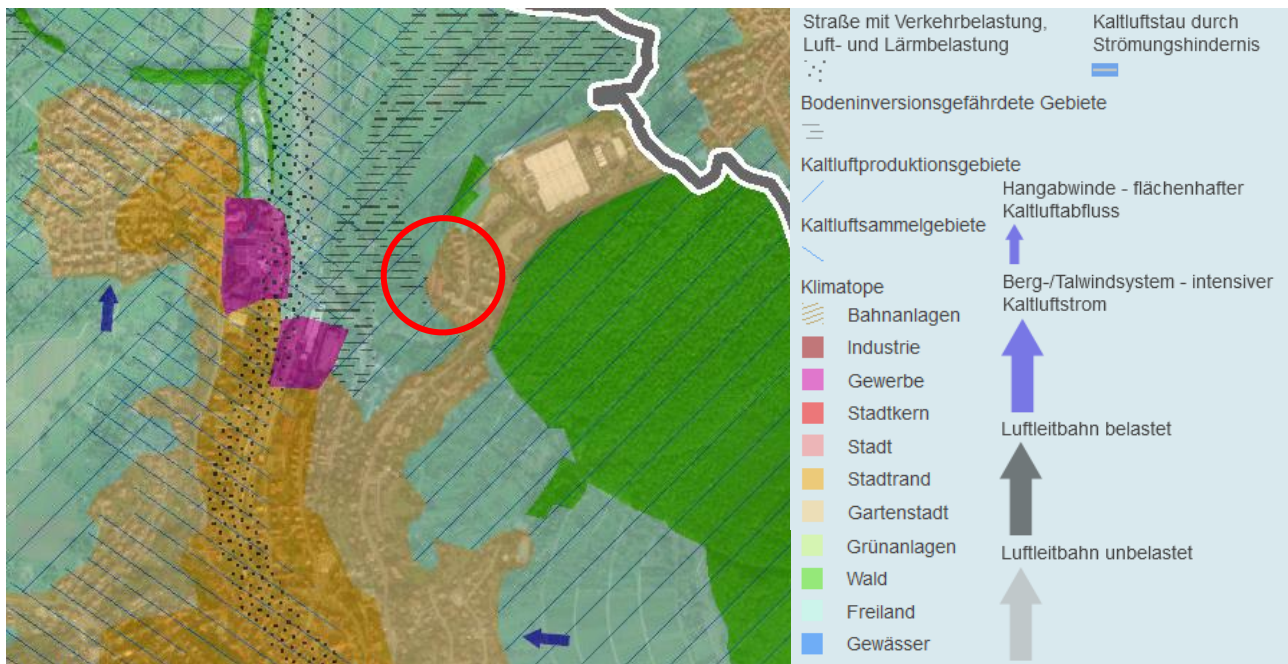 Straße mit Verkehrbelastung,
Luft- und Lärmbelastung
Kaltluftstau durch
Strömungshindernis
Bodeninversionsgefährdete Gebiete
Kaltluftproduktionsgebiete
Kaltluftsammelgebiete
Klimatope
Bahnanlagen
Industrie
Gewerbe
Stadtkern
Stadt
Stadtrand
Gartenstadt
Grünanlagen
Wald
Freiland
Gewässer
Hangabwinde - flächenhafter
Kaltluftabfluss
Berg-/Talwindsystem - intensiver
Kaltluftstrom
Luftleitbahn belastet
Luftleitbahn unbelastet